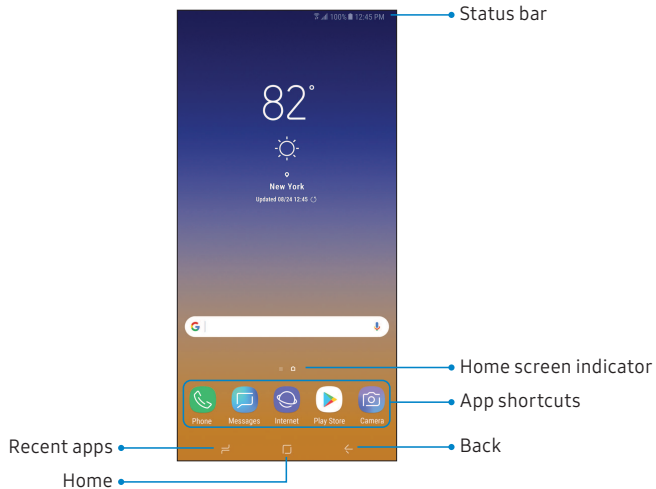 100% 12:45 PM
Status bar
82°
New York
Updated 08/24 12:45
G
Home screen indicator
App shortcuts
Phone Messages Internet Play Store Camera
Recent apps
Back
Home